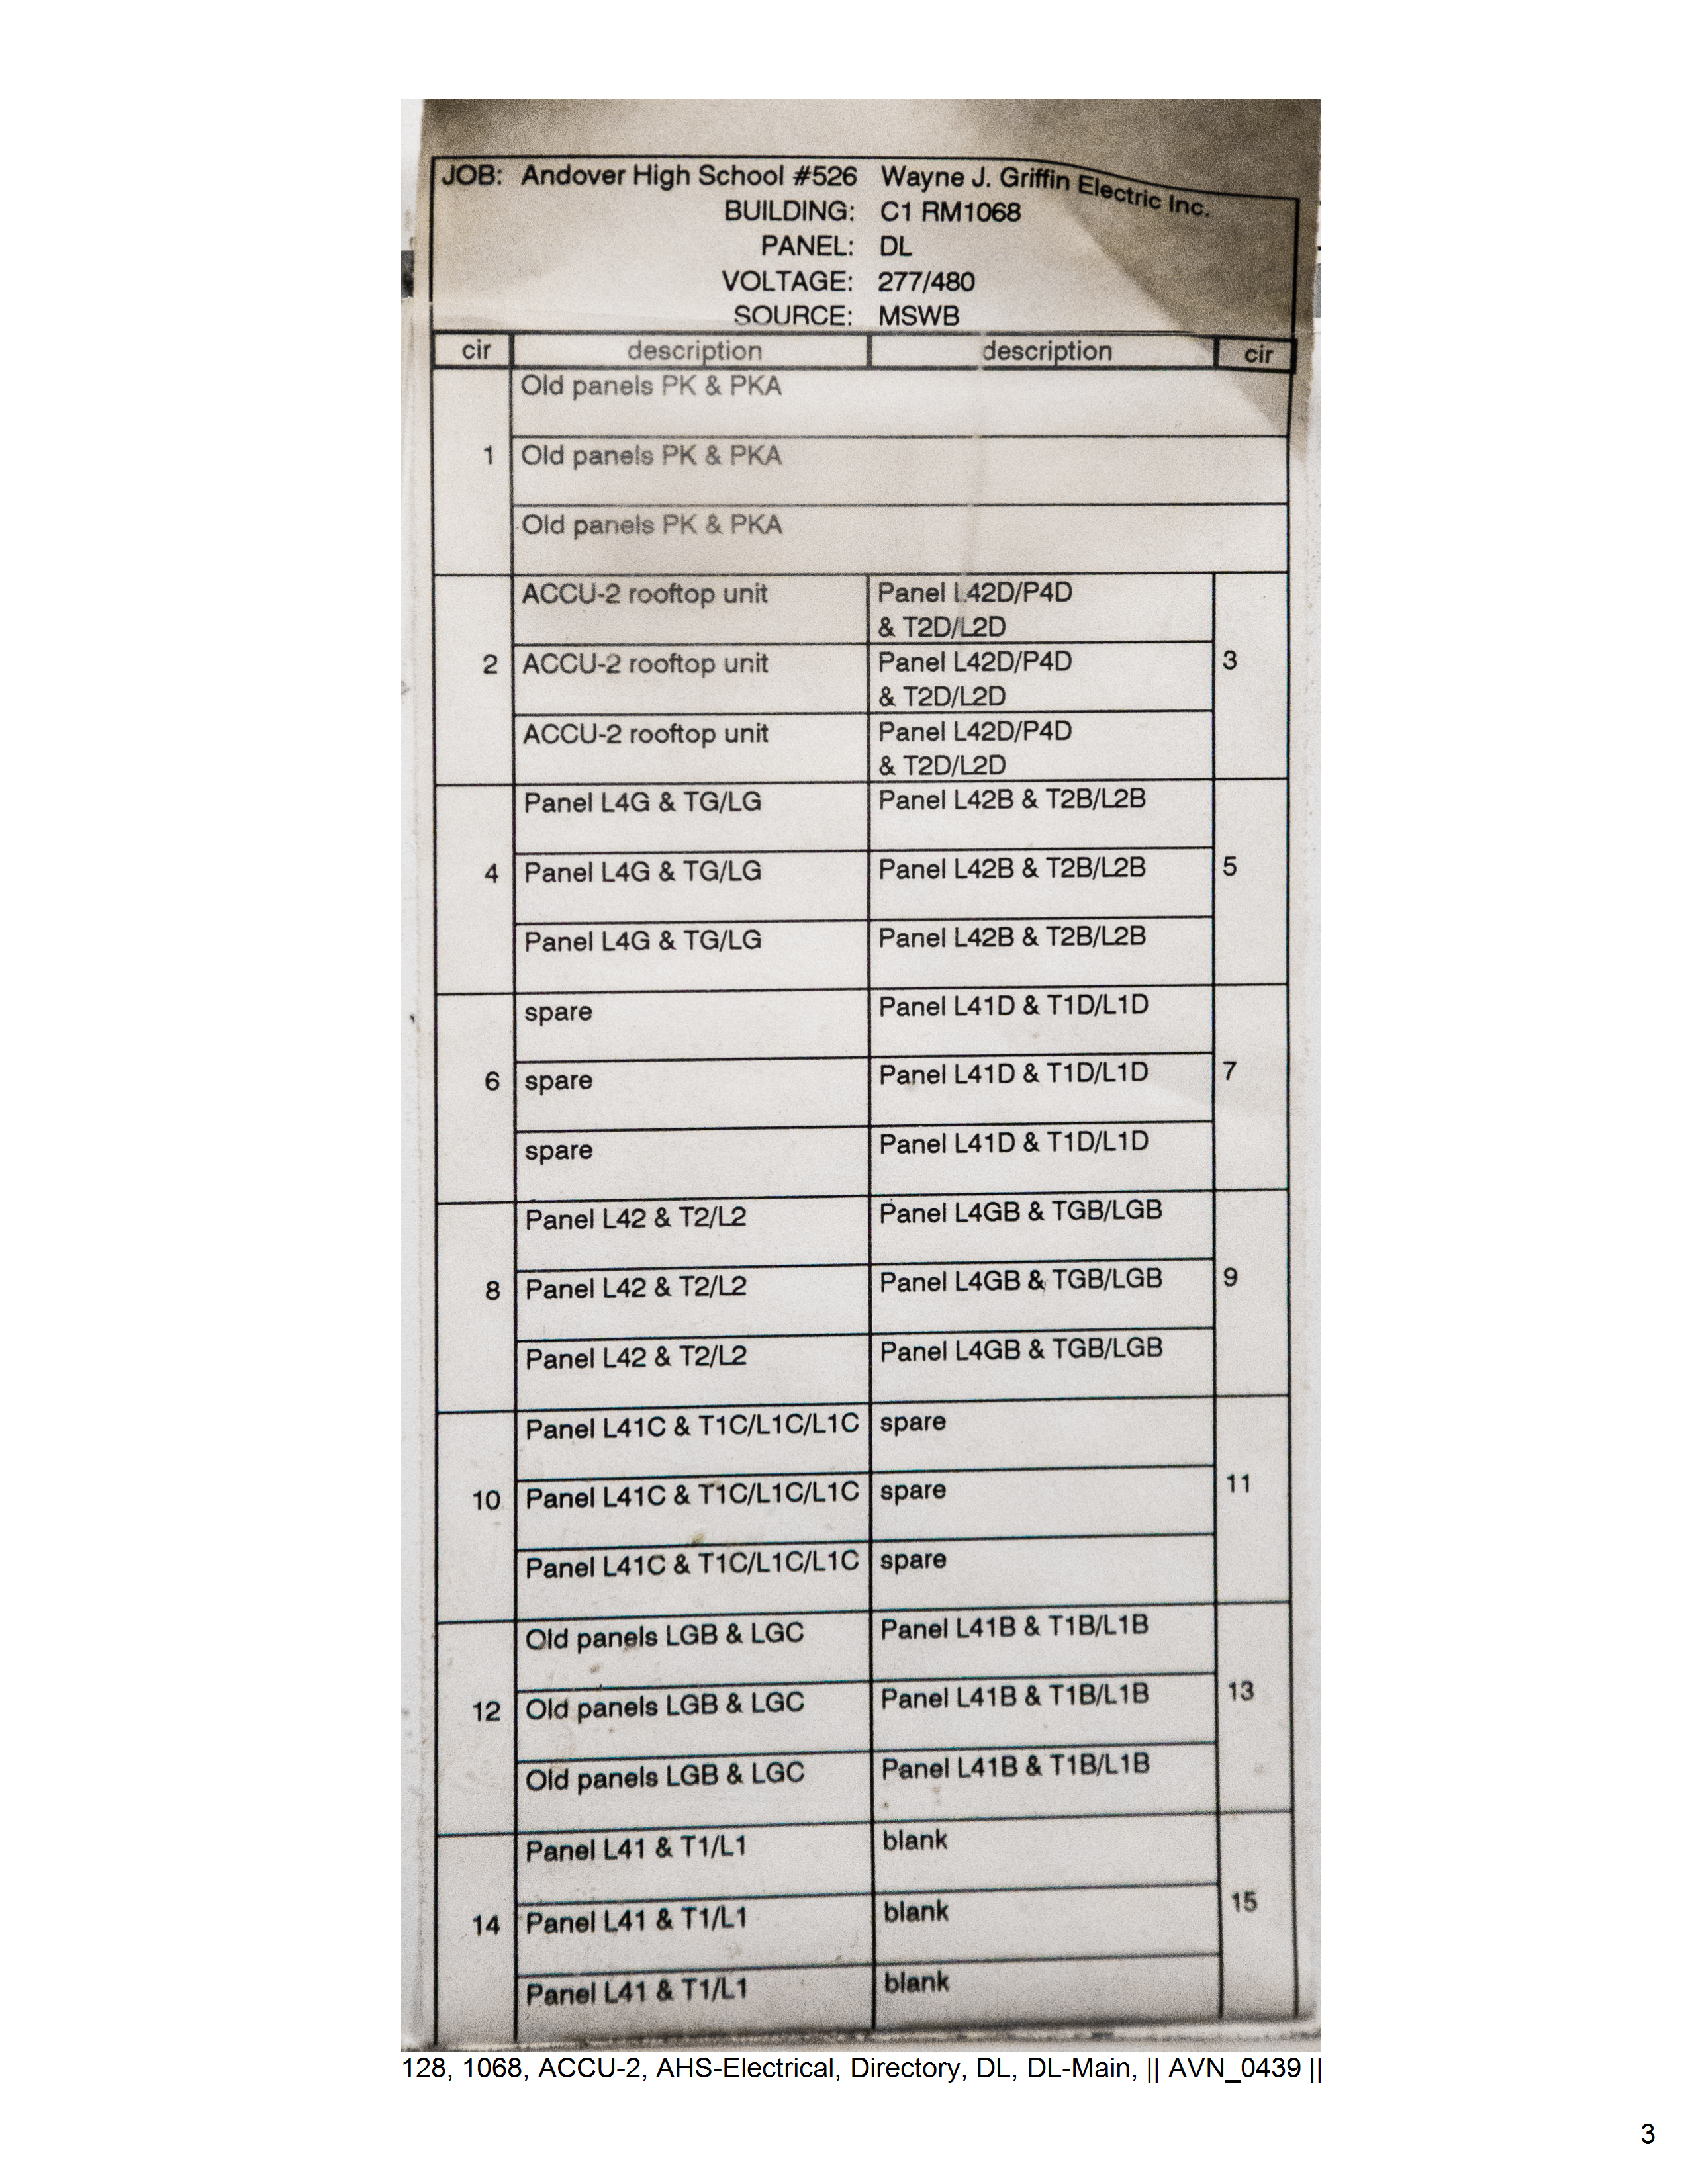 JOB: Andover High School #526 Wayne J. Griffin Electric Inc.
BUILDING: C1 RM1068
PANEL: DL
VOLTAGE: 277/480
SOURCE: MSWB
cir description description cir
Old panels PK & PKA
1 Old panels PK & PKA
Old panels PK & PKA
ACCU-2 rooftop unit Panel L42D/P4D
& T2D/L2D
2 ACCU-2 rooftop unit Panel L42D/P4D 3
& T2D/L2D
ACCU-2 rooftop unit Panel L42D/P4D
& T2D/L2D
Panel L4G & TG/LG Panel L42B & T2B/L2B
4 Panel L4G & TG/LG Panel L42B & T2B/L2B 5
Panel L4G & TG/LG Panel L42B & T2B/L2B
spare Panel L41D & T1D/L1D
6 spare Panel L41D & T1D/L1D 7
spare Panel L41D & T1D/L1D
Panel L42 & T2/L2 Panel L4GB & TGB/LGB
8 Panel L42 & T2/L2 Panel L4GB & TGB/LGB 9
Panel L42 & T2/L2 Panel L4GB & TGB/LGB
Panel L41C & T1C/L1C/L1C spare
10 Panel L41C & T1C/L1C/L1C spare 11
Panel L41C & T1C/L1C/L1C spare
Old panels LGB & LGC Panel L41B & T1B/L1B
12 Old panels LGB & LGC Panel L41B & T1B/L1B 13
Old panels LGB & LGC Panel L41B & T1B/L1B
Panel L41 & T1/L1 blank
14 Panel L41 & T1/L1 blank 15
Panel L41 & T1/L1 blank
128, 1068, ACCU-2, AHS-Electrical, Directory, DL, DL-Main, || AVN_0439 ||
3